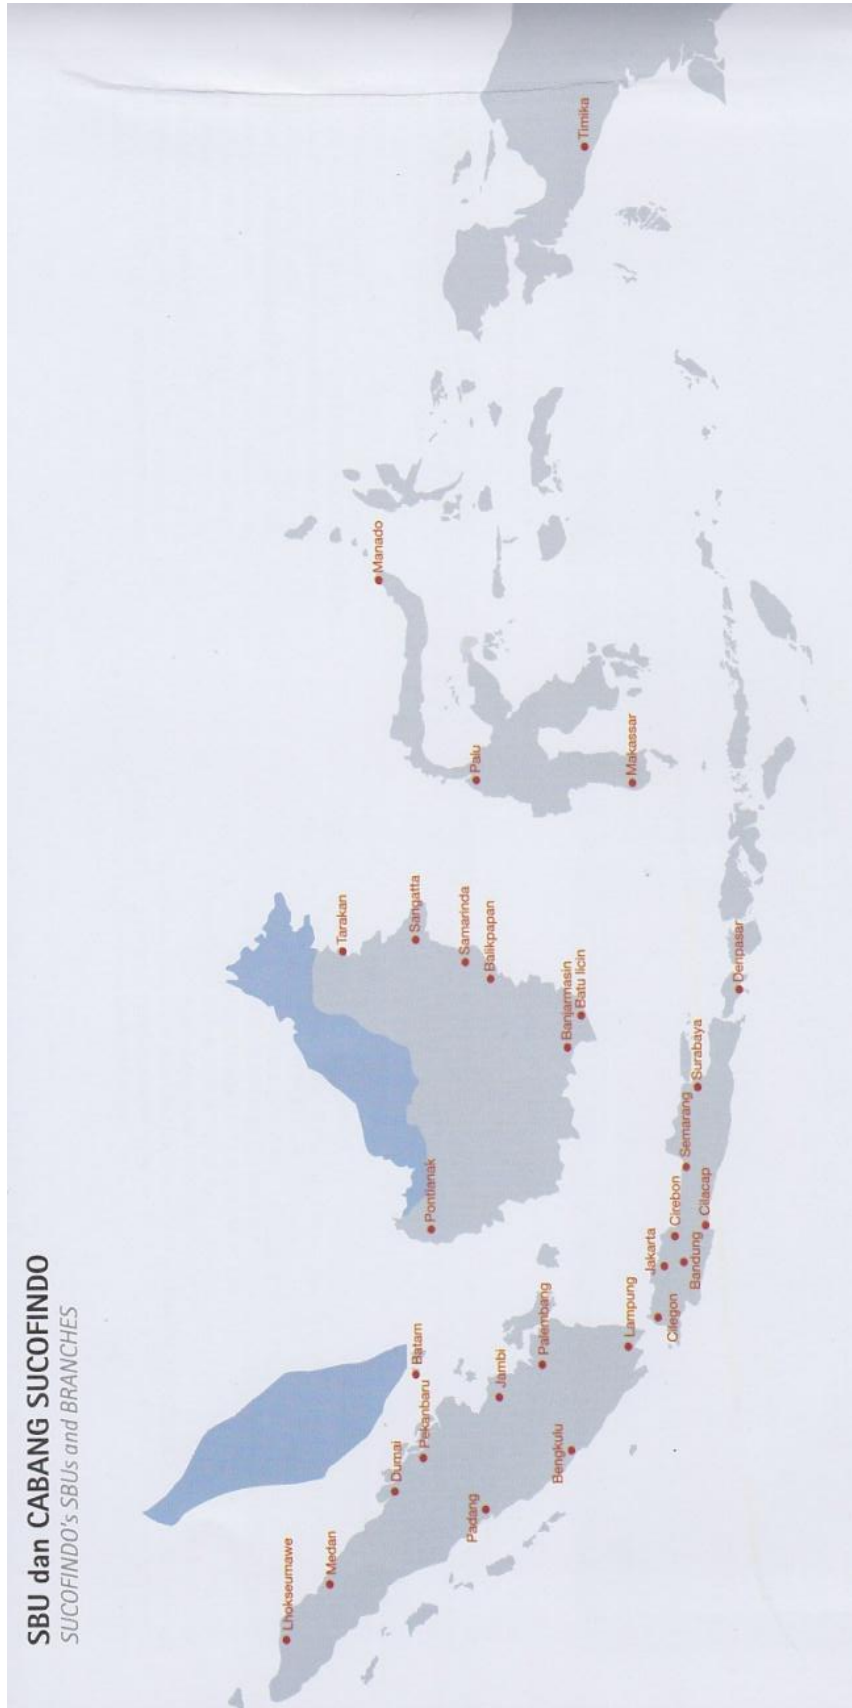 SBU dan CABANG SUCOFINDO
SUCOFINDO's SBUs and BRANCHES
Lhokseumawe
Medan
Dumai
Pekanbaru
Batam
Padang
Jambi
Palembang
Bengkulu
Lampung
Cilegon
Jakarta
Bandung
Cirebon
Cilacap
Semarang
Surabaya
Denpasar
Pontianak
Tarakan
Sangatta
Samarinda
Balikpapan
Banjarmasin
Batu licin
Manado
Palu
Makassar
Timika